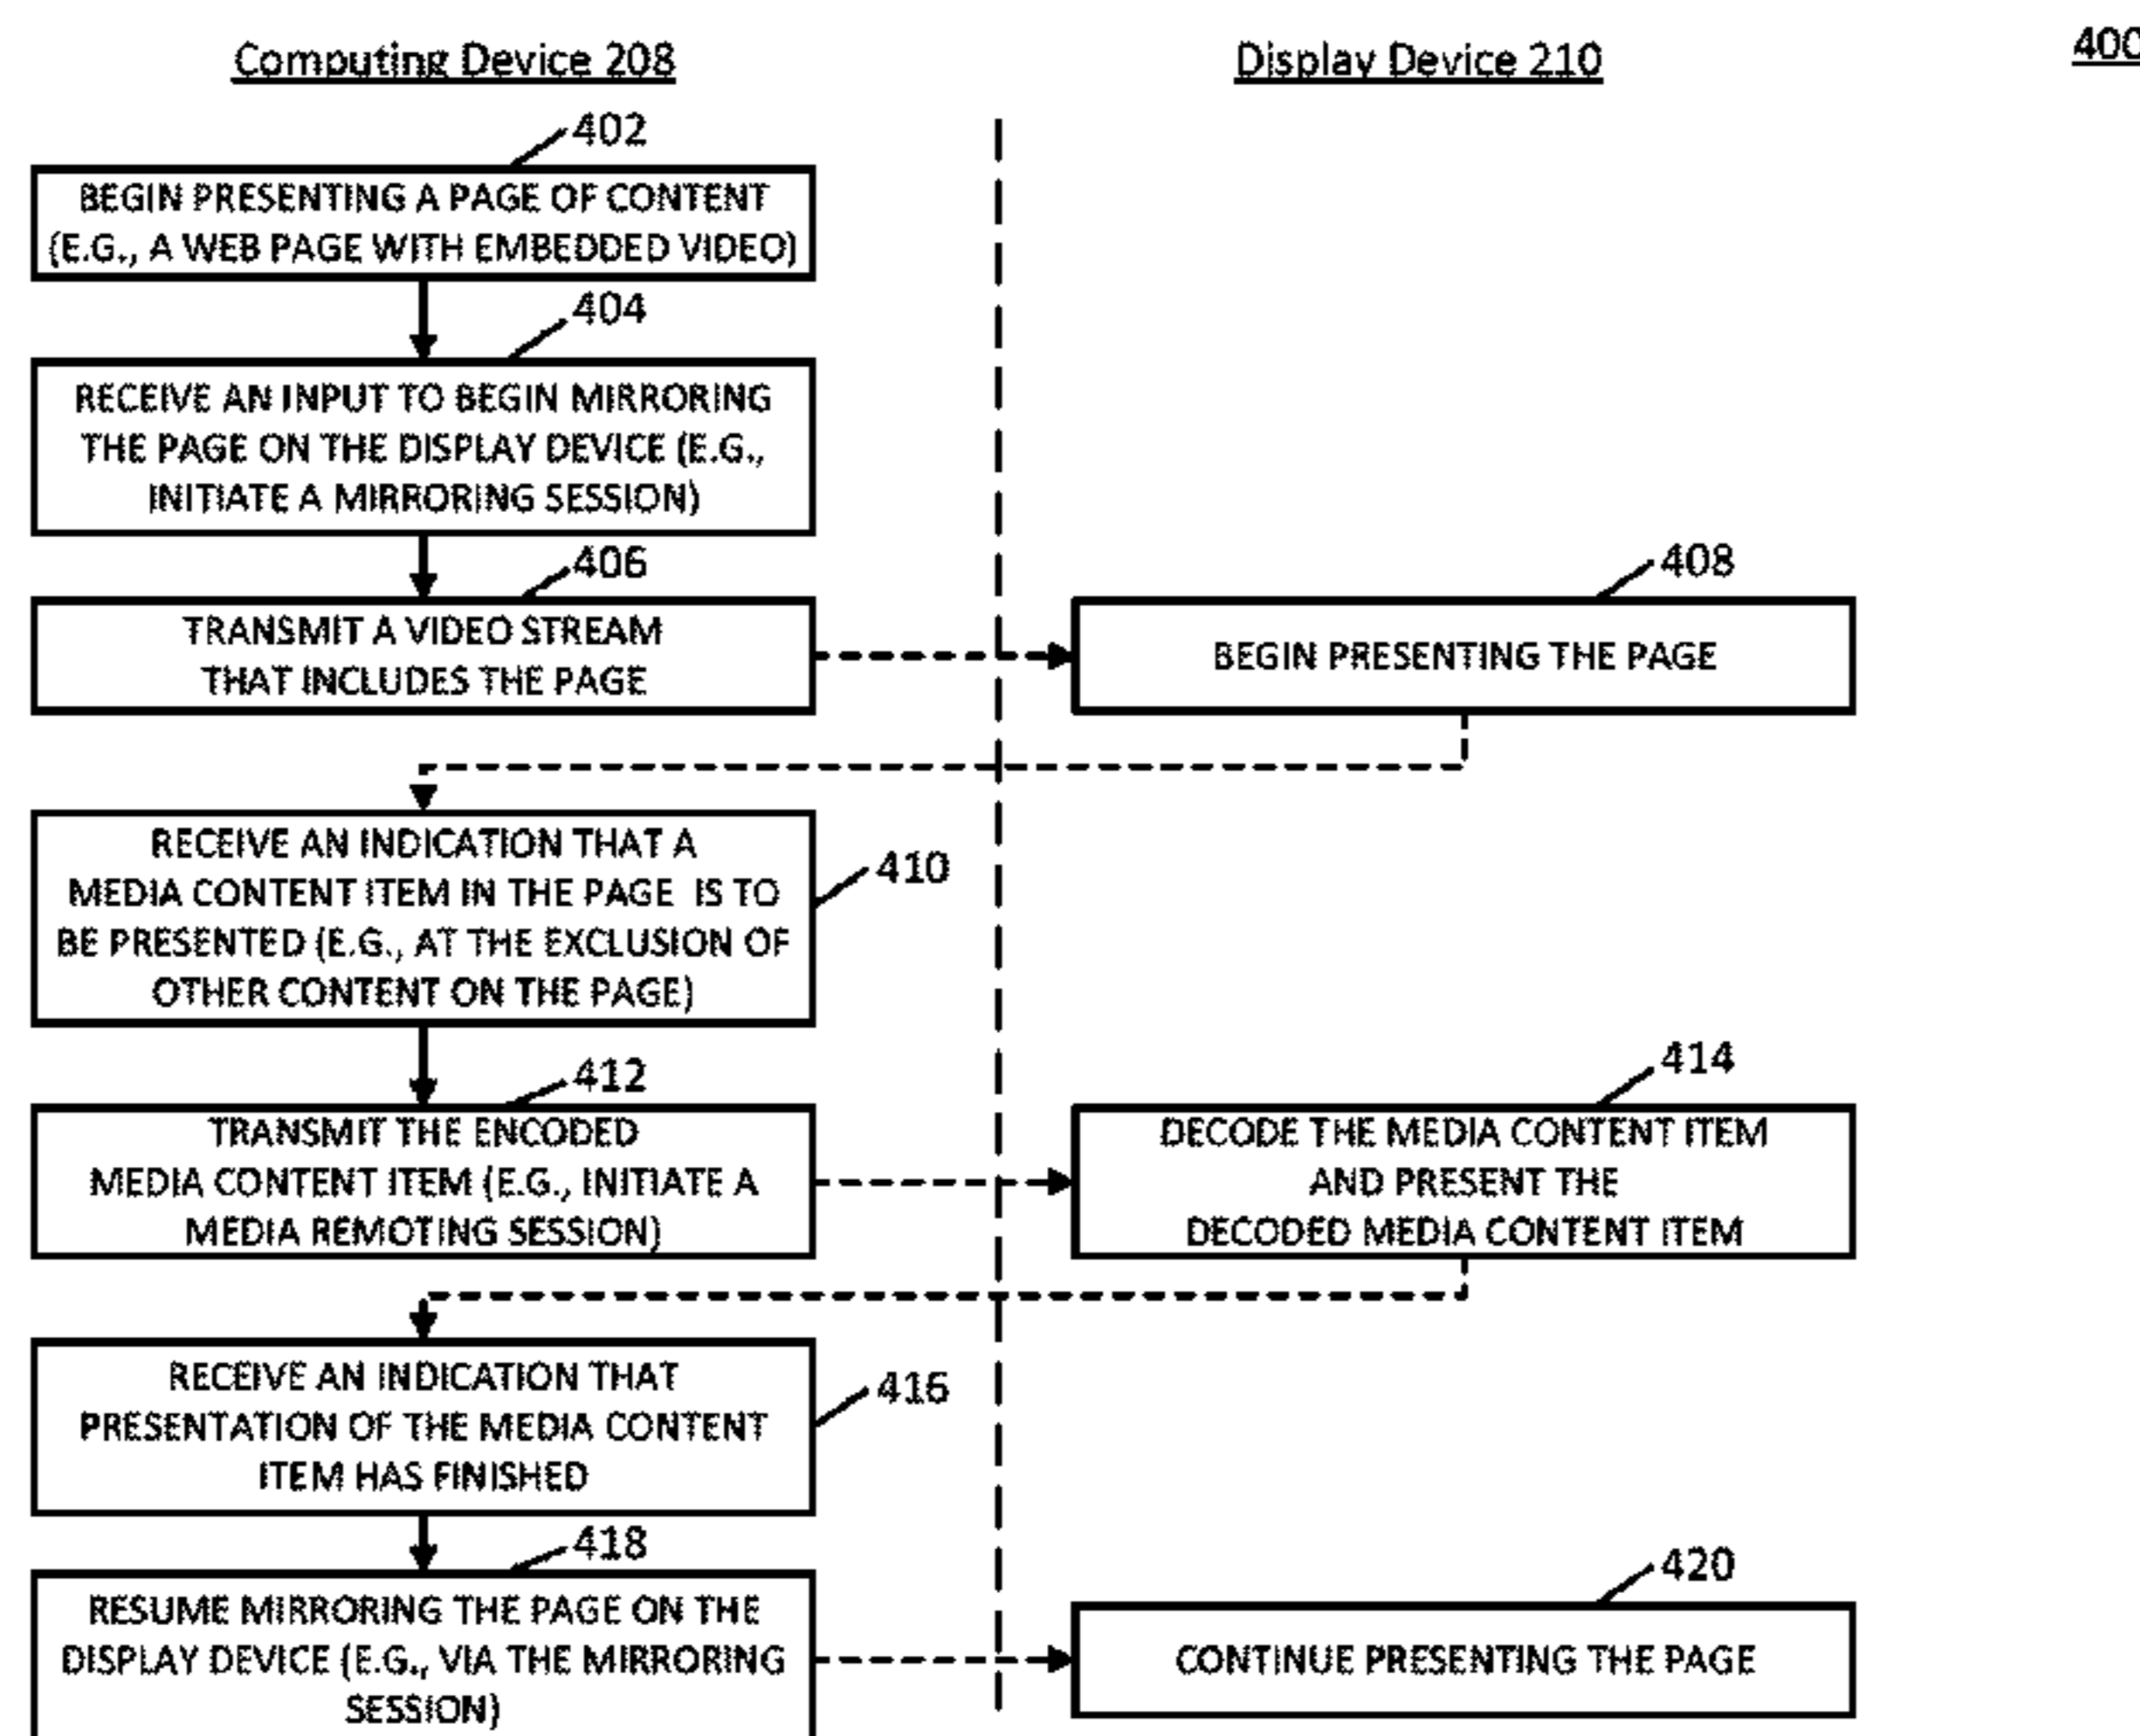 Computing Device 208
Display Device 210
400
402
BEGIN PRESENTING A PAGE OF CONTENT
(E.G., A WEB PAGE WITH EMBEDDED VIDEO)
404
RECEIVE AN INPUT TO BEGIN MIRRORING
THE PAGE ON THE DISPLAY DEVICE (E.G.,
INITIATE A MIRRORING SESSION)
406
TRANSMIT A VIDEO STREAM
THAT INCLUDES THE PAGE
408
BEGIN PRESENTING THE PAGE
410
RECEIVE AN INDICATION THAT A
MEDIA CONTENT ITEM IN THE PAGE IS TO
BE PRESENTED (E.G., AT THE EXCLUSION OF
OTHER CONTENT ON THE PAGE)
412
TRANSMIT THE ENCODED
MEDIA CONTENT ITEM (E.G., INITIATE A
MEDIA REMOTING SESSION)
414
DECODE THE MEDIA CONTENT ITEM
AND PRESENT THE
DECODED MEDIA CONTENT ITEM
416
RECEIVE AN INDICATION THAT
PRESENTATION OF THE MEDIA CONTENT
ITEM HAS FINISHED
418
RESUME MIRRORING THE PAGE ON THE
DISPLAY DEVICE (E.G., VIA THE MIRRORING
SESSION)
420
CONTINUE PRESENTING THE PAGE